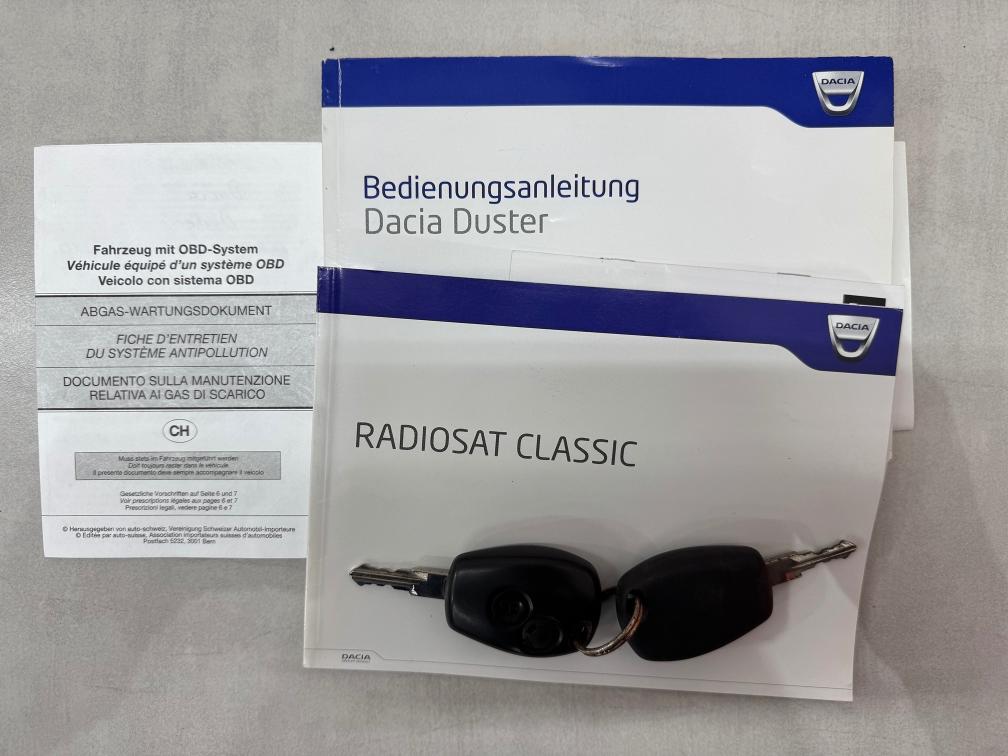 Fahrzeug mit OBD-System
Véhicule équipé d'un système OBD
Veicolo con sistema OBD
ABGAS-WARTUNGSDOKUMENT
FICHE D'ENTRETIEN
DU SYSTÈME ANTIPOLLUTION
DOCUMENTO SULLA MANUTENZIONE
RELATIVA AI GAS DI SCARICO
CH
Muss stets im Fahrzeug mitgeführt werden
Doit toujours rester dans le véhicule
Il presente documento deve sempre accompagnare il veicolo
Gesetzliche Vorschriften auf Seite 6 und 7
Voir prescriptions légales aux pages 6 et 7
Prescrizioni legali, vedere pagine 6 e 7
© Herausgegeben von auto-schweiz, Vereinigung Schweizer Automobil-Importeure
© Editée par auto-suisse, Association importateurs suisses d'automobiles
Postfach 5232, 3001 Bern
DACIA
Bedienungsanleitung
Dacia Duster
DACIA
RADIOSAT CLASSIC
DACIA